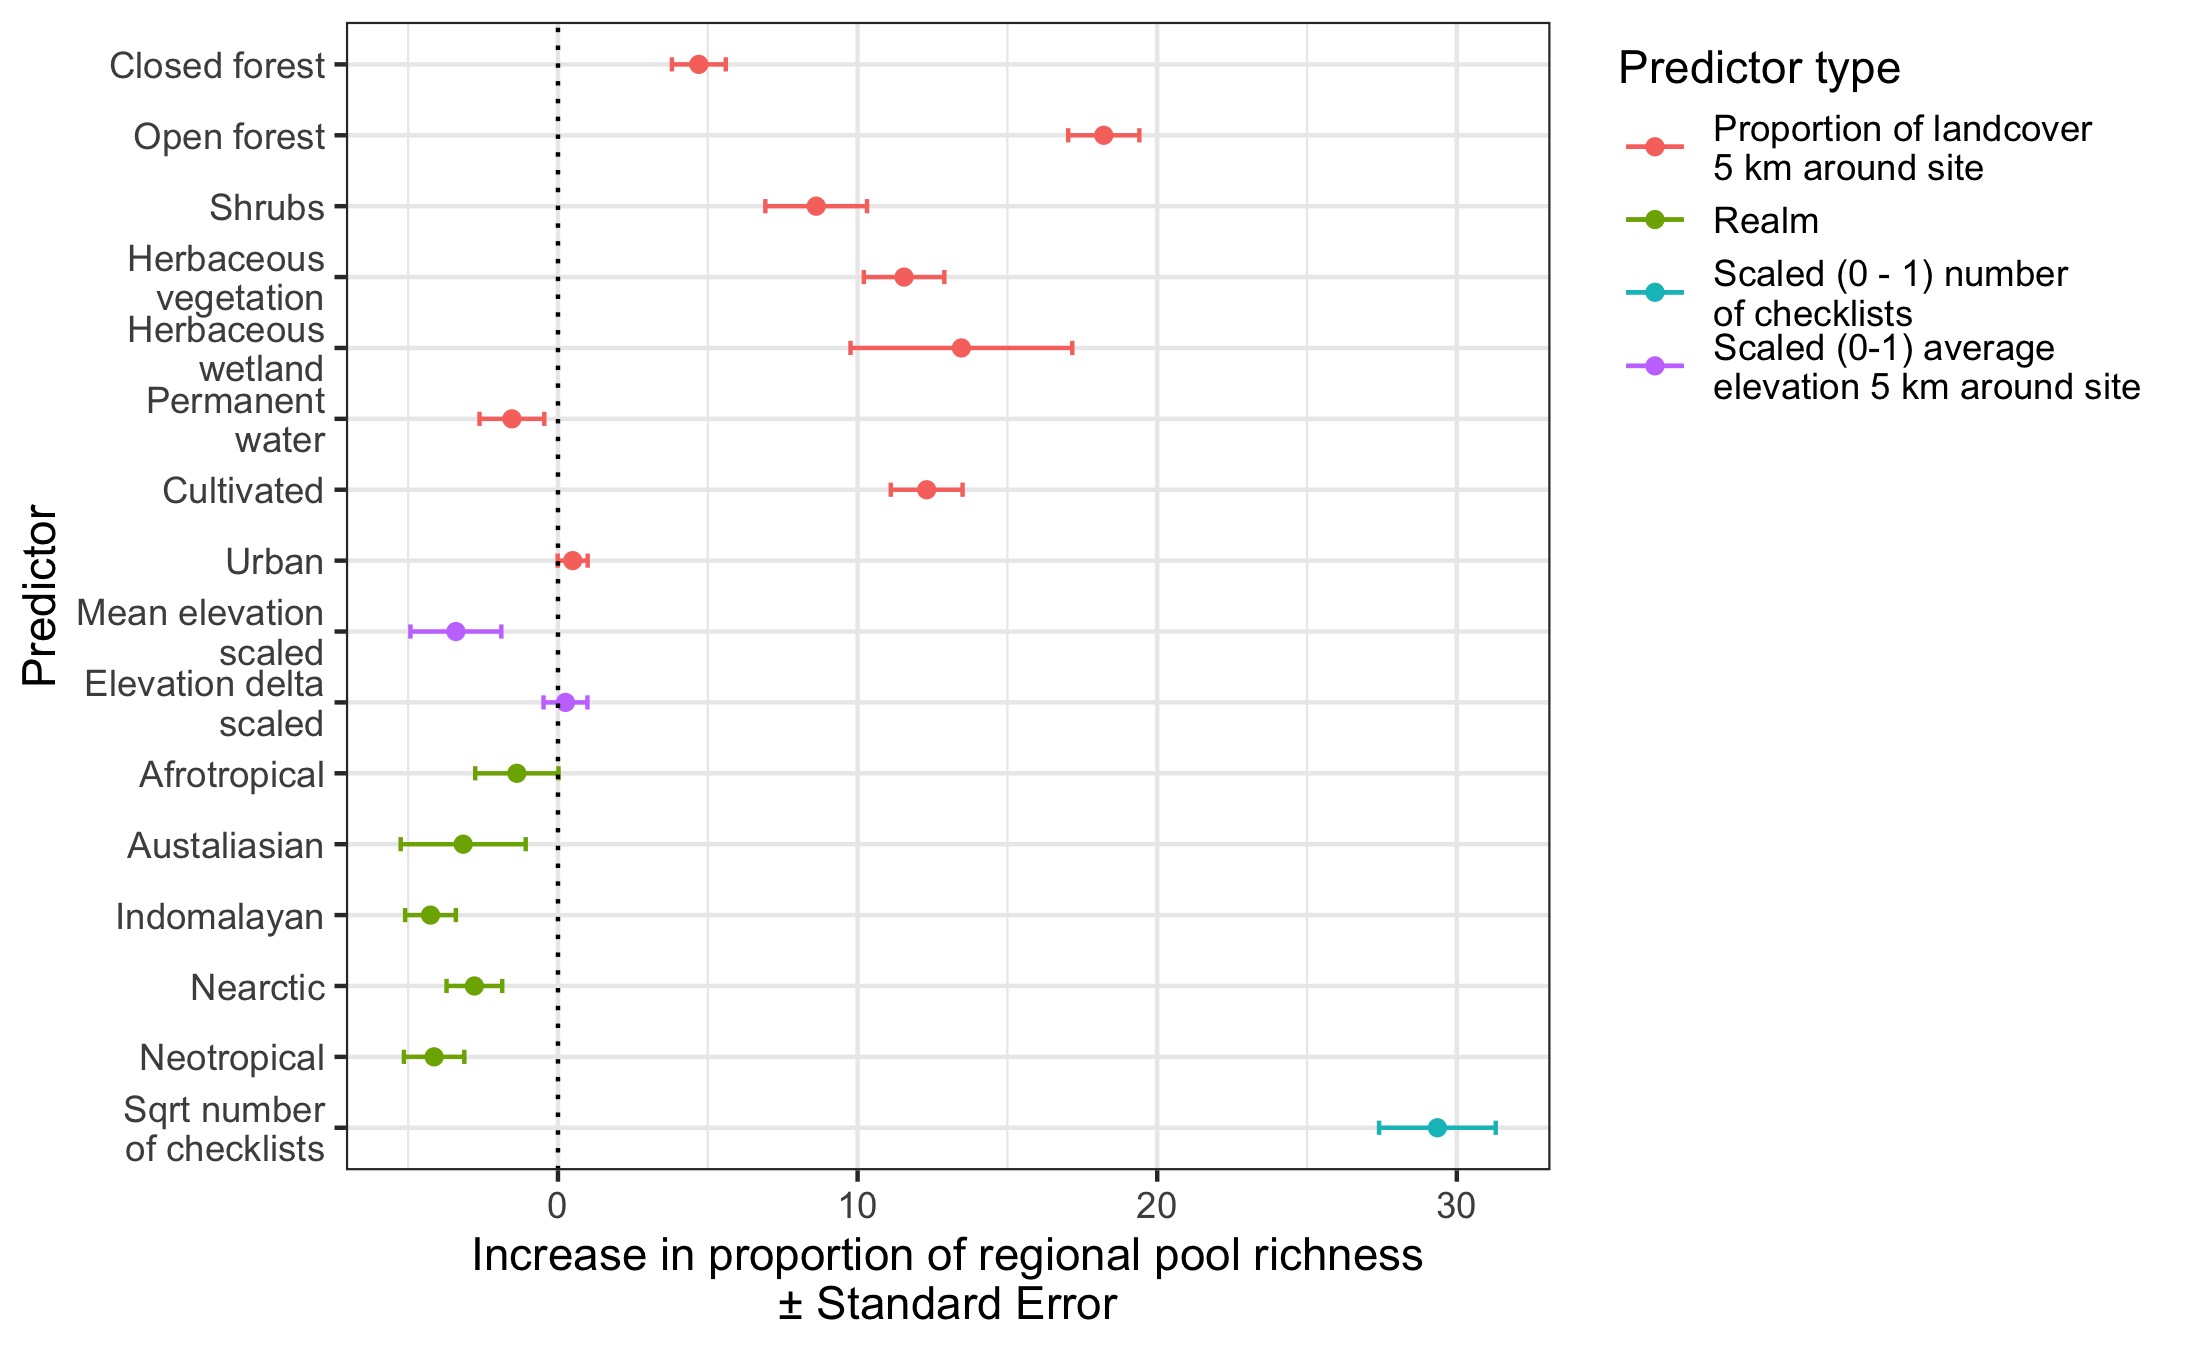 Closed forest
Open forest
Shrubs
Herbaceous
vegetation
Herbaceous
wetland
Permanent
water
Cultivated
Urban
Mean elevation
scaled
Elevation delta
scaled
Afrotropical
Austaliasian
Indomalayan
Nearctic
Neotropical
Sqrt number
of checklists
Predictor
0 10 20 30
Increase in proportion of regional pool richness
± Standard Error
Predictor type
Proportion of landcover
5 km around site
Realm
Scaled (0 - 1) number
of checklists
Scaled (0-1) average
elevation 5 km around site